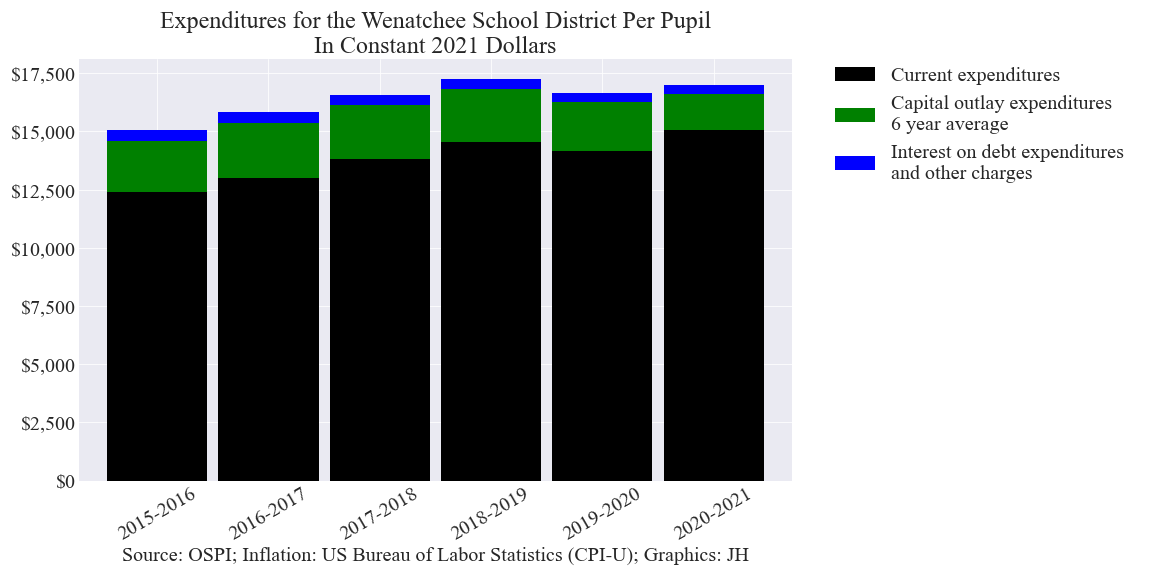 Expenditures for the Wenatchee School District Per Pupil
In Constant 2021 Dollars
$17,500
$15,000
$12,500
$10,000
$7,500
$5,000
$2,500
$0
2015-2016
2016-2017
2017-2018
2018-2019
2019-2020
2020-2021
Source: OSPI; Inflation: US Bureau of Labor Statistics (CPI-U); Graphics: JH
Current expenditures
Capital outlay expenditures
6 year average
Interest on debt expenditures
and other charges